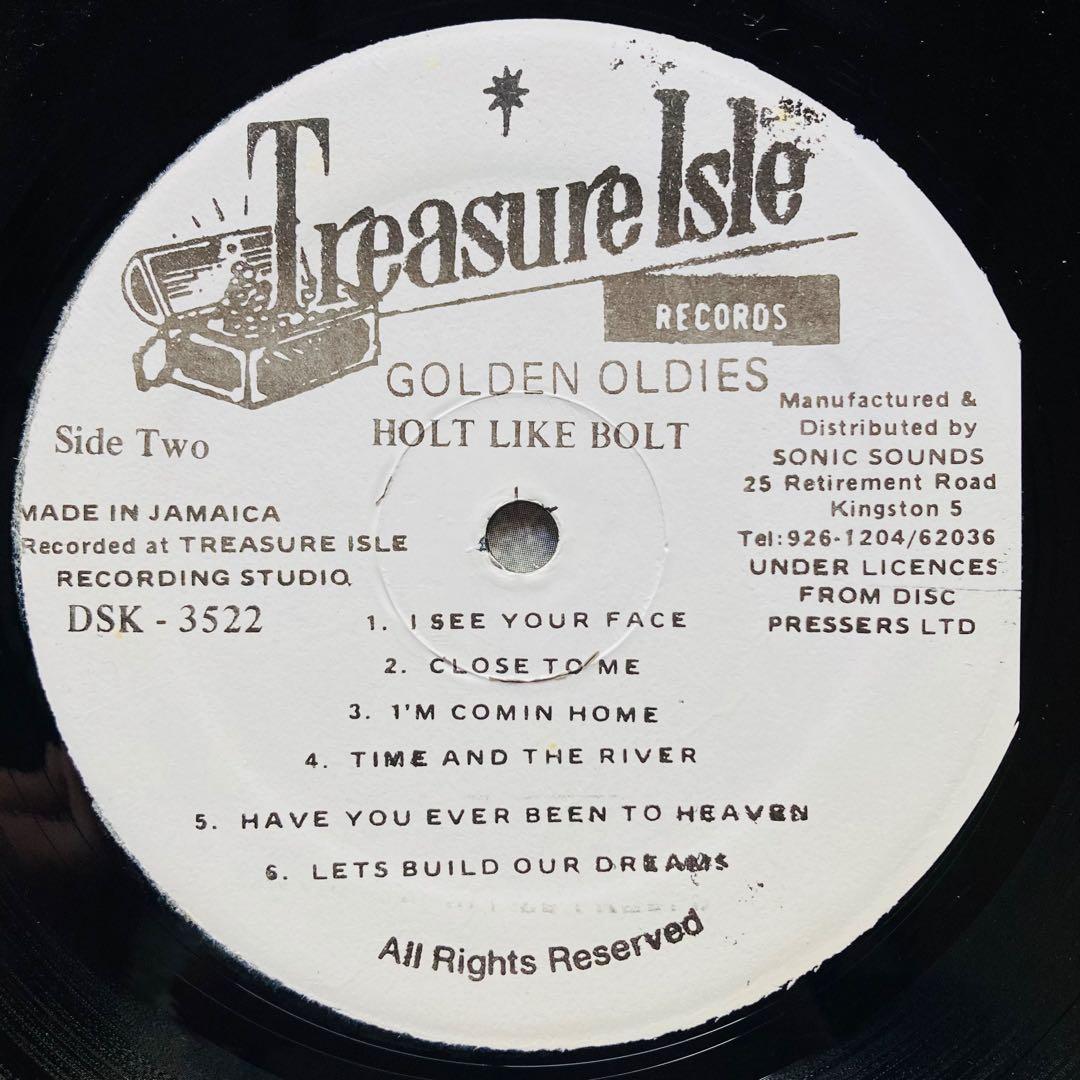 Treasure Isle
RECORDS
GOLDEN OLDIES
HOLT LIKE BOLT
Side Two
MADE IN JAMAICA
Recorded at TREASURE ISLE
RECORDING STUDIO.
DSK - 3522
Manufactured &
Distributed by
SONIC SOUNDS
25 Retirement Road
Kingston 5
Tel:926-1204/62036
UNDER LICENCES
FROM DISC
PRESSERS LTD
1. I SEE YOUR FACE
2. CLOSE TO ME
3. I'M COMIN HOME
4. TIME AND THE RIVER
5. HAVE YOU EVER BEEN TO HEAVEN
6. LETS BUILD OUR DREAMS
All Rights Reserved